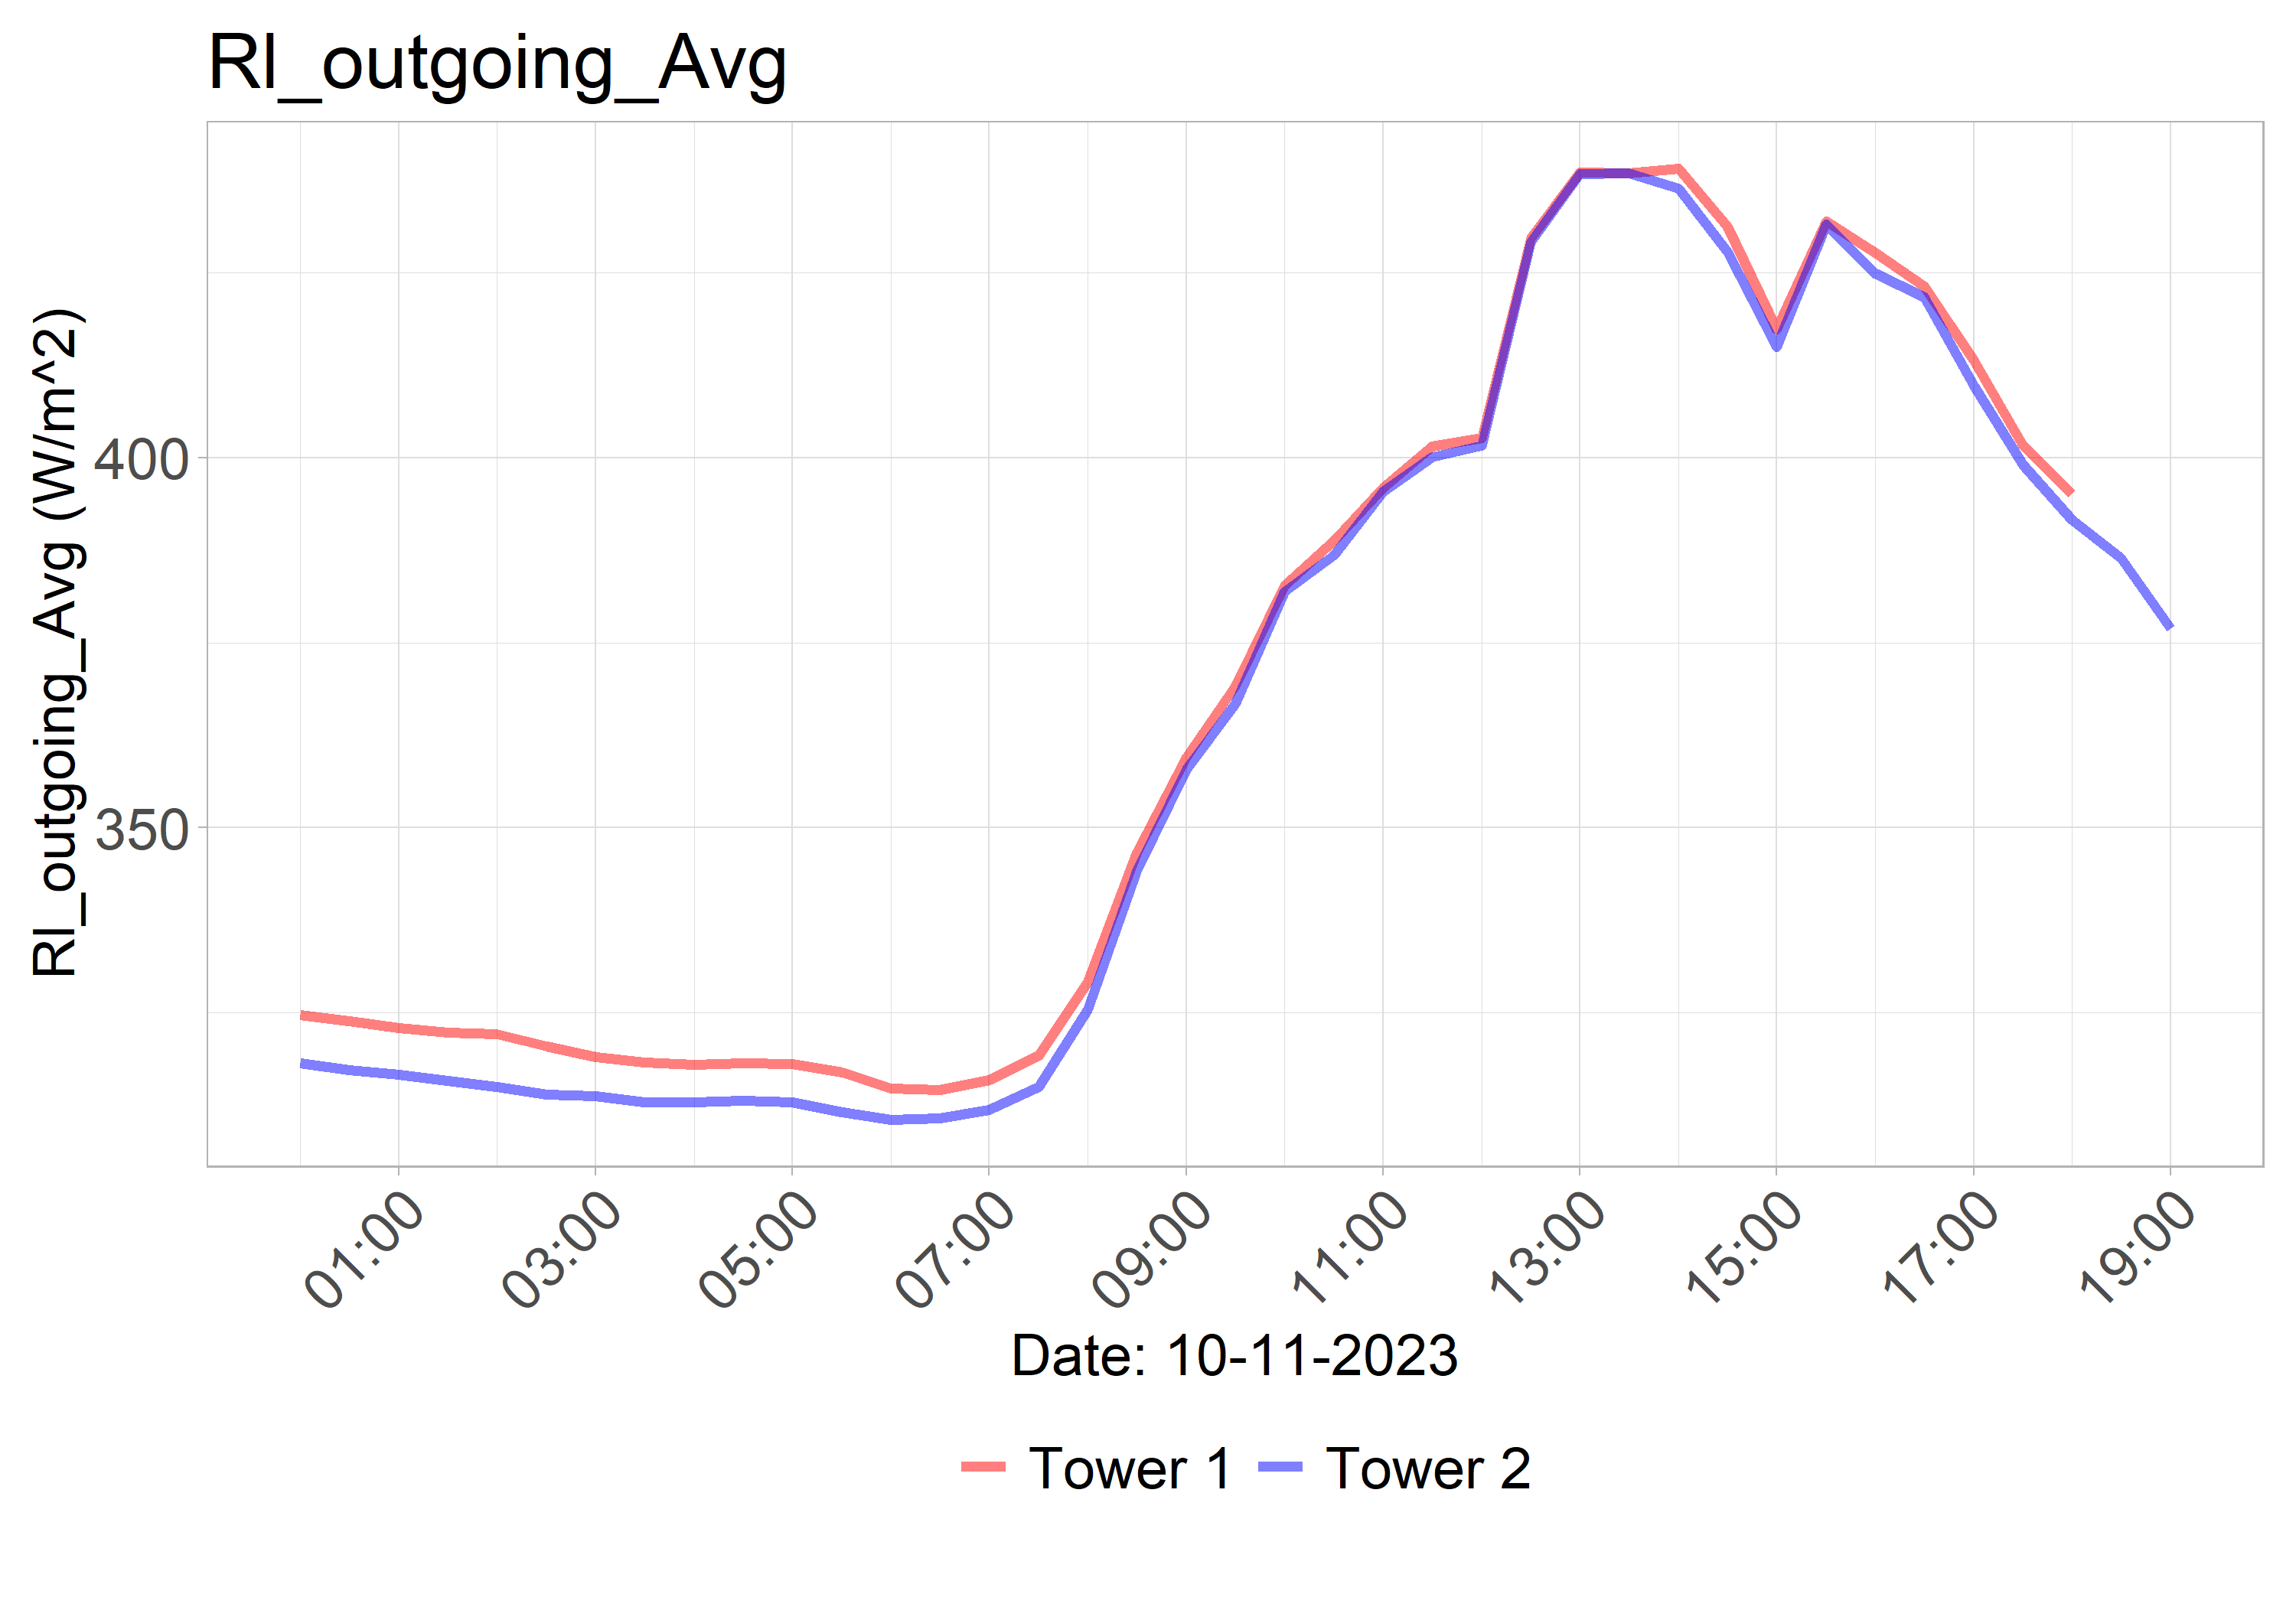 Rl_outgoing_Avg
Rl_outgoing_Avg (W/m^2)
400
350
01:00 03:00 05:00 07:00 09:00 11:00 13:00 15:00 17:00 19:00
Date: 10-11-2023
Tower 1 Tower 2